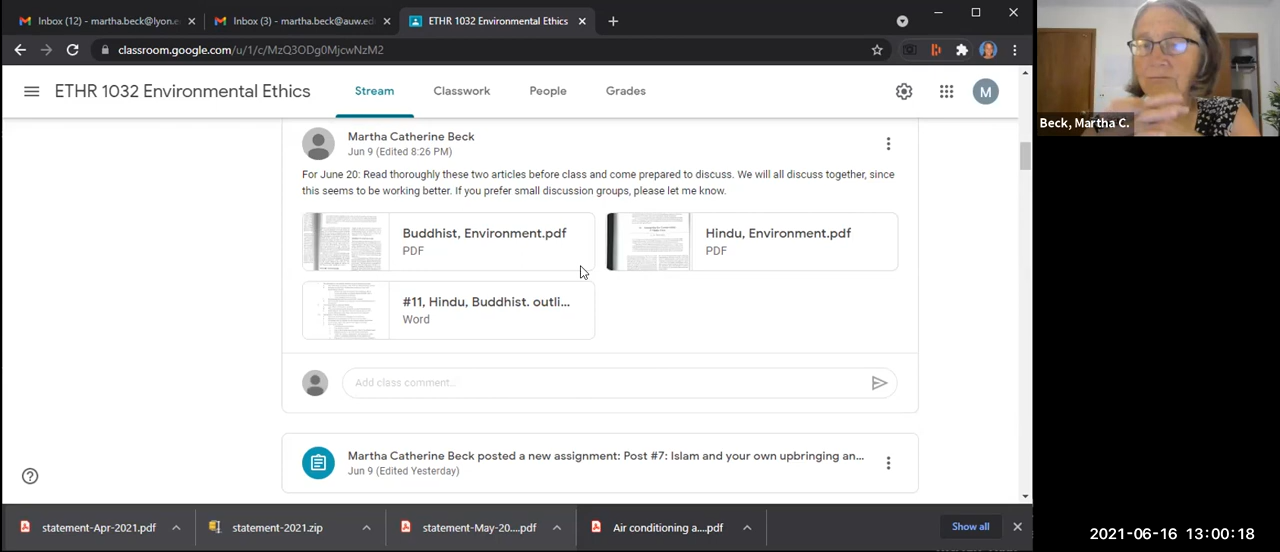 Inbox (12) - martha.beck@lyon.e
Inbox (3) - martha.beck@auw.ed
ETHR 1032 Environmental Ethics
classroom.google.com/u/1/c/MzQ3ODg0MjcwNzM2
ETHR 1032 Environmental Ethics
Stream
Classwork
People
Grades
M
Martha Catherine Beck
Jun 9 (Edited 8:26 PM)
For June 20: Read thoroughly these two articles before class and come prepared to discuss. We will all discuss together, since
this seems to be working better. If you prefer small discussion groups, please let me know.
Buddhist, Environment.pdf
PDF
Hindu, Environment.pdf
PDF
#11, Hindu, Buddhist. outli...
Word
Add class comment...
Martha Catherine Beck posted a new assignment: Post #7: Islam and your own upbringing an...
Jun 9 (Edited Yesterday)
statement-Apr-2021.pdf
statement-2021.zip
statement-May-20....pdf
Air conditioning a....pdf
Show all
Beck, Martha C.
2021-06-16 13:00:18